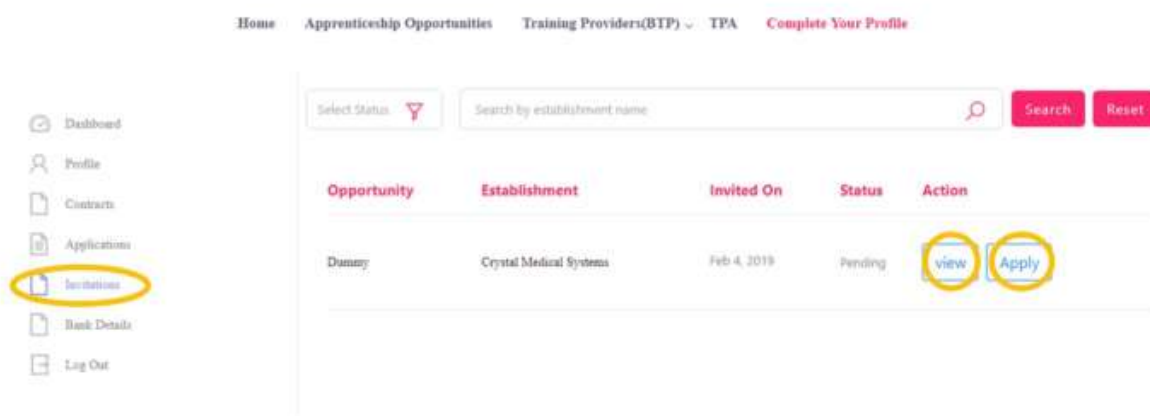 Home Apprenticeship Opportunities Training Providers(BTP) TPA Complete Your Profile
Select Status Search by establishment name Search Reset
Dashboard
Profile
Contracts
Applications
Invitations
Bank Details
Log Out
Opportunity Establishment Invited On Status Action
Dummy Crystal Medical Systems Feb 4, 2019 Pending view Apply